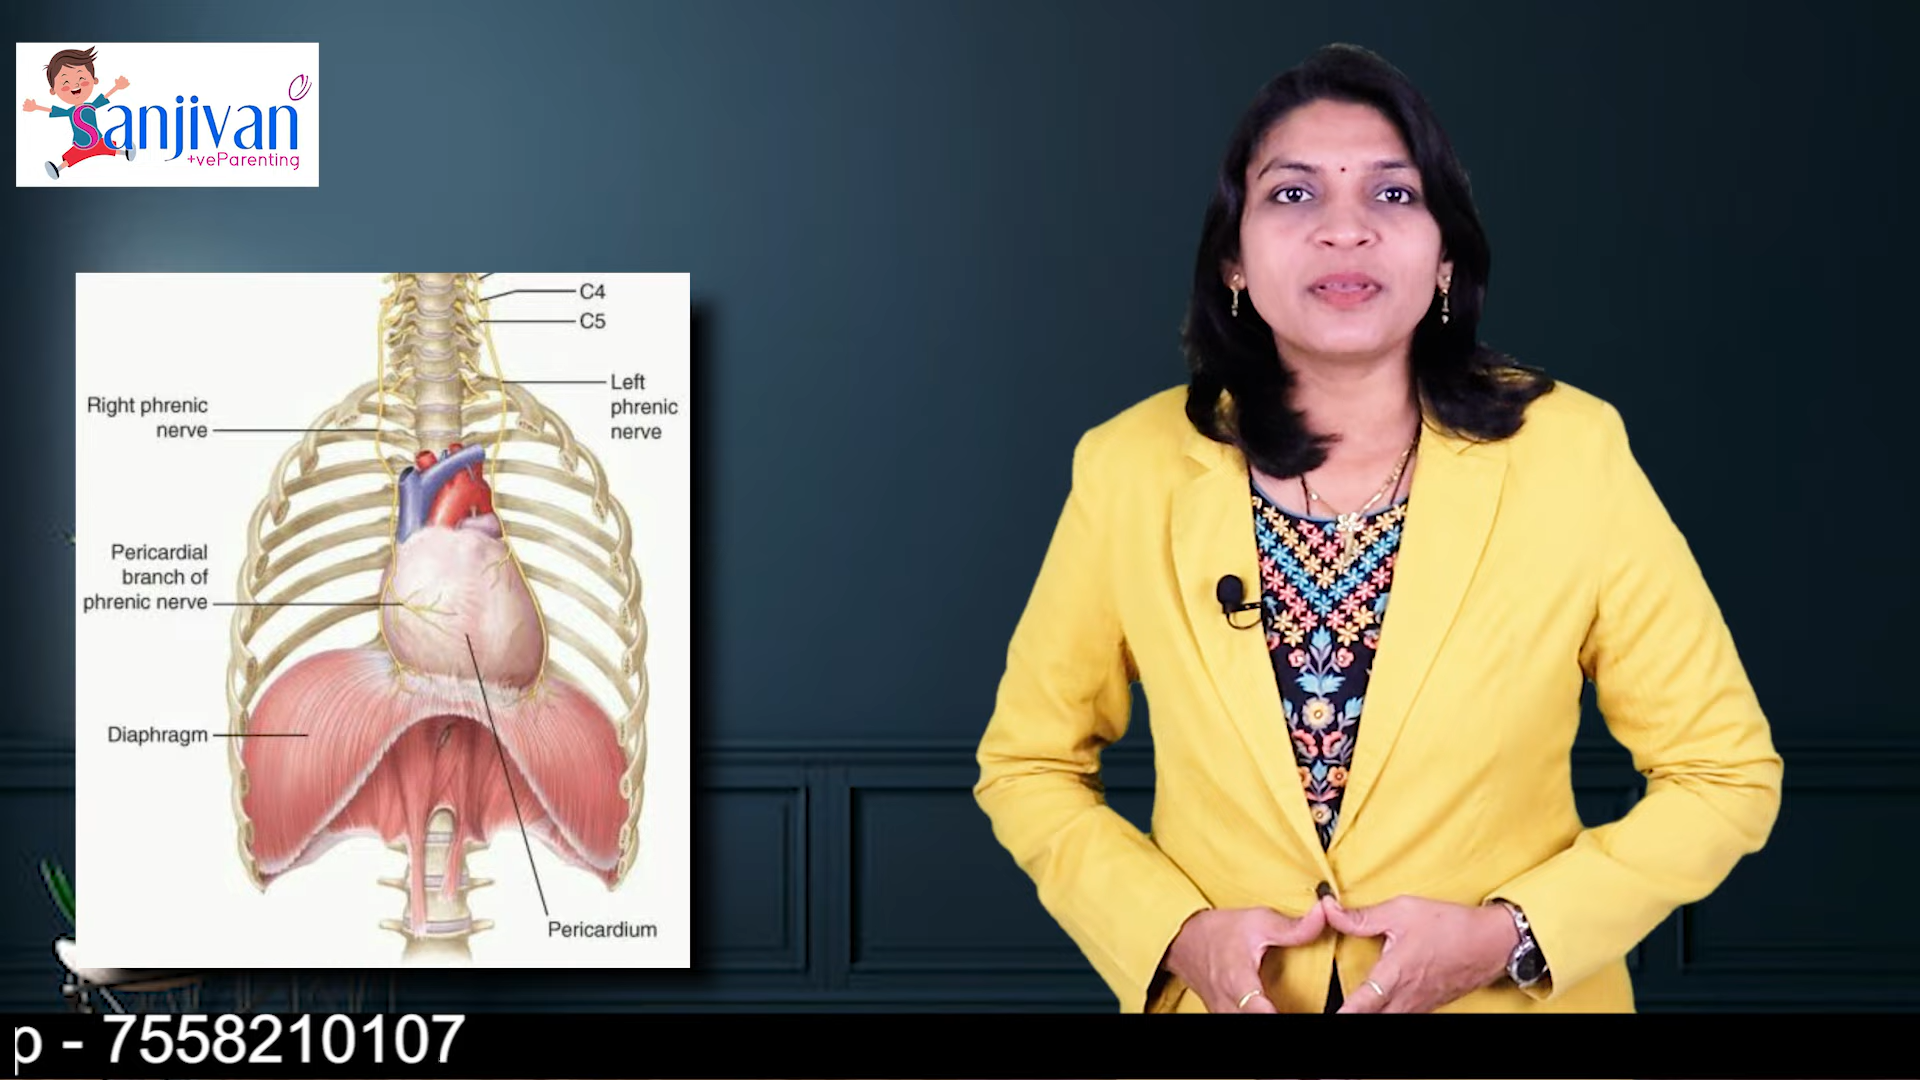 Sanjivan
+veParenting
C4
C5
Left
phrenic
nerve
Right phrenic
nerve
Pericardial
branch of
phrenic nerve
Diaphragm
Pericardium
p - 7558210107